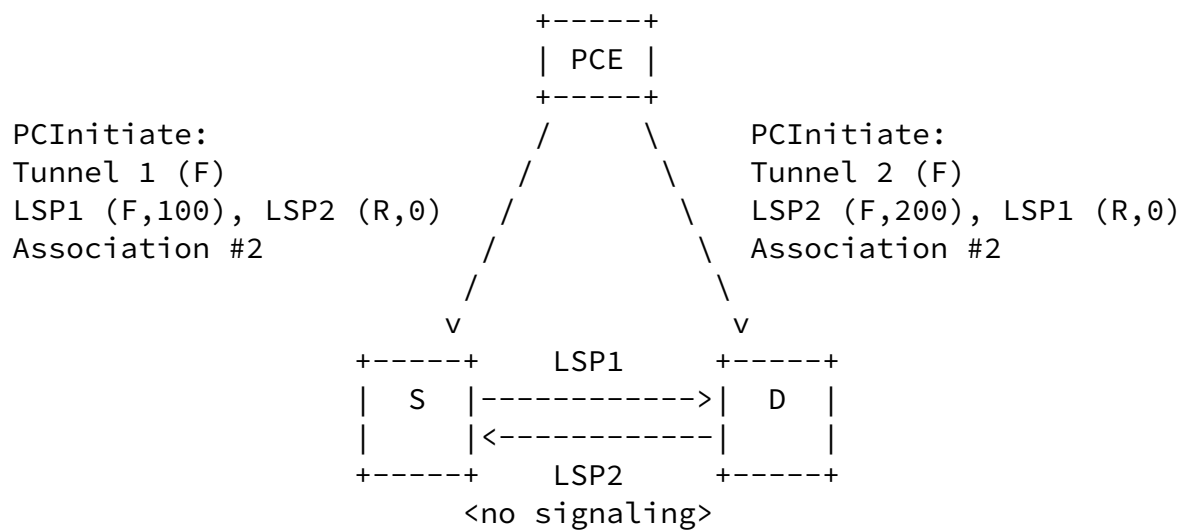 PCE
PCInitiate: PCInitiate:
Tunnel 1 (F) Tunnel 2 (F)
LSP1 (F,100), LSP2 (R,0) LSP2 (F,200), LSP1 (R,0)
Association #2 Association #2
LSP1
S D
LSP2
<no signaling>